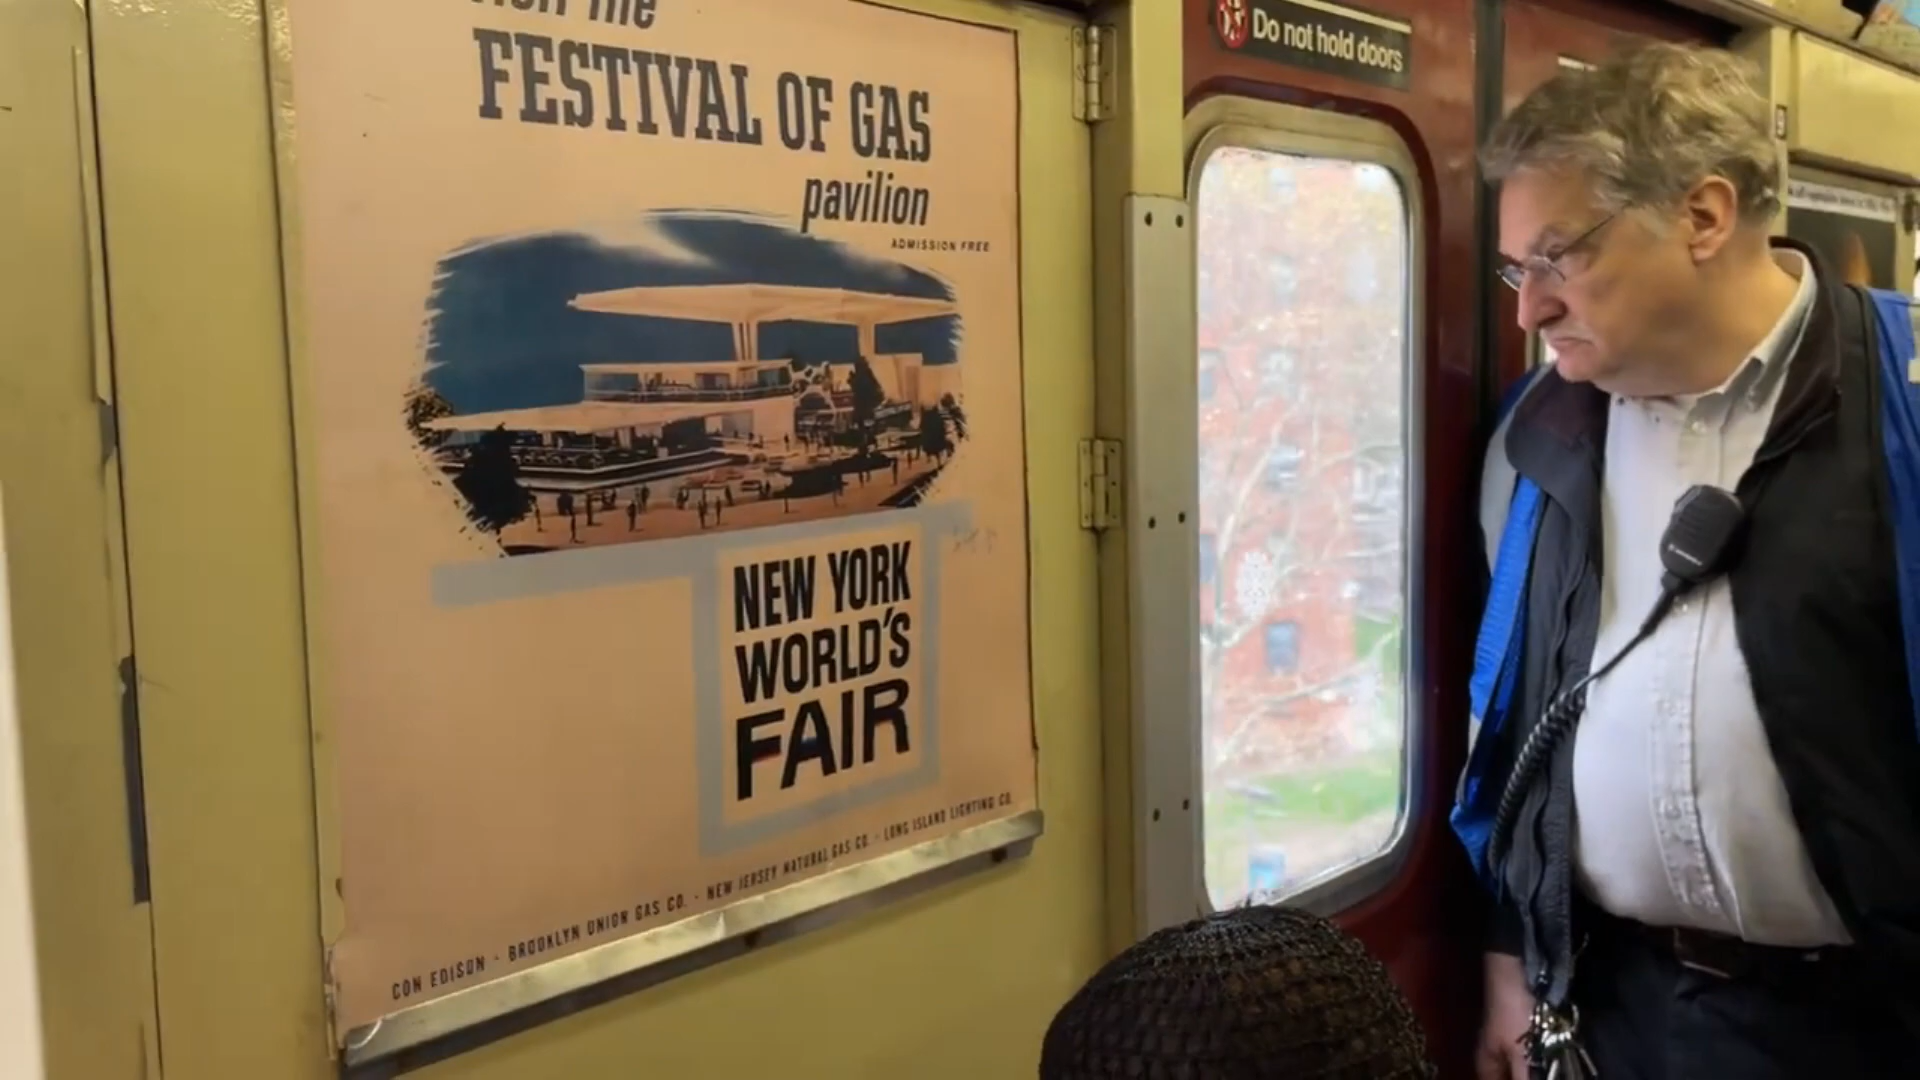 the
FESTIVAL OF GAS
pavilion
ADMISSION FREE
NEW YORK
WORLD'S
FAIR
CON EDISON · BROOKLYN UNION GAS CO. · NEW JERSEY NATURAL GAS CO. · LONG ISLAND LIGHTING CO.
Do not hold doors